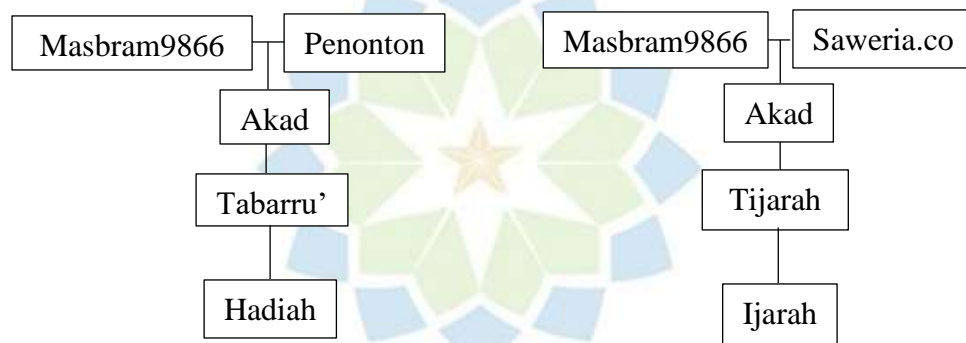 Masbram9866
Penonton
Akad
Tabarru’
Hadiah
Masbram9866
Saweria.co
Akad
Tijarah
Ijarah